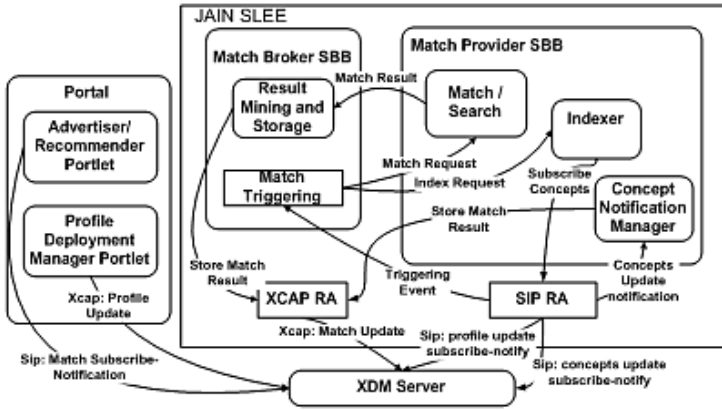 JAIN SLEE
Match Broker SBB
Match Provider SBB
Match Result
Result
Mining and
Storage
Match /
Search
Indexer
Portal
Advertiser/
Recommender
Portlet
Match Request
Index Request
Match
Triggering
Subscribe
Concepts
Concept
Notification
Manager
Store Match
Result
Profile
Deployment
Manager Portlet
Store Match
Result
Triggering
Event
Concepts
Update
notification
XCAP RA
SIP RA
Xcap: Profile
Update
Xcap: Match Update
Sip: profile update
subscribe-notify
Sip: Match Subscribe-
Notification
Sip: concepts update
subscribe-notify
XDM Server